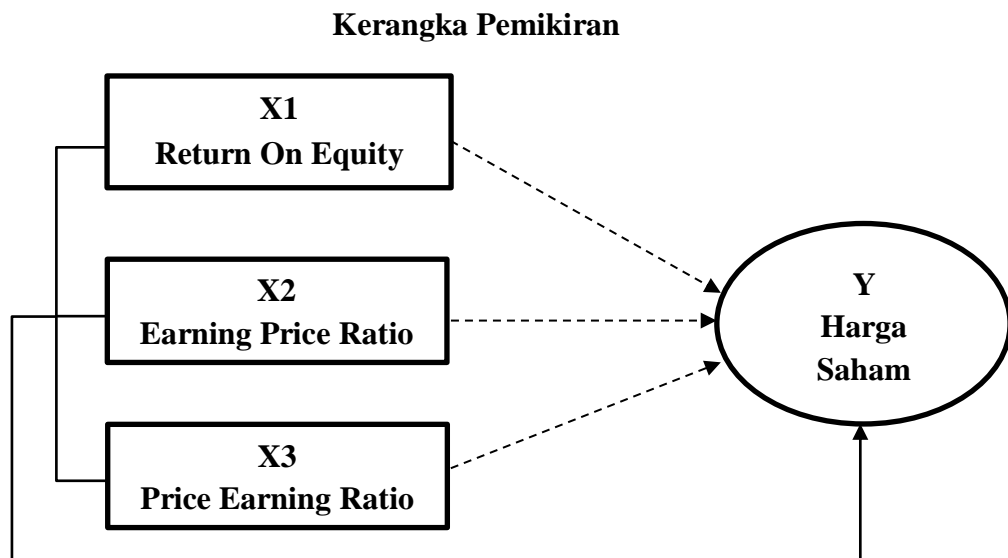 Kerangka Pemikiran
X1
Return On Equity
X2
Earning Price Ratio
X3
Price Earning Ratio
Y
Harga
Saham